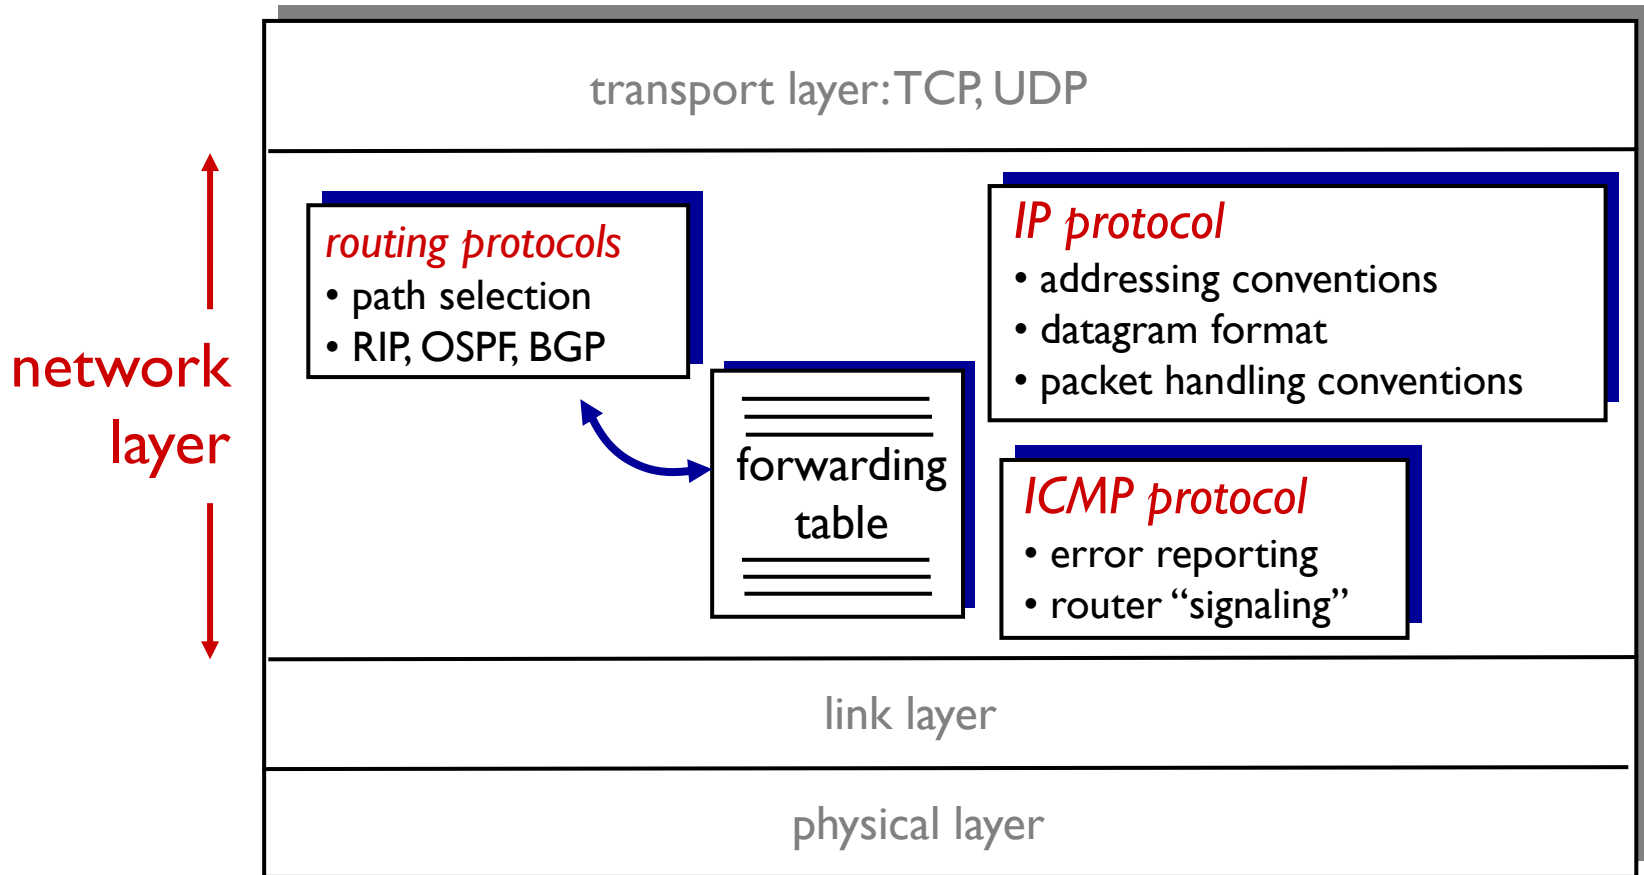 transport layer: TCP, UDP
network
layer
routing protocols
• path selection
• RIP, OSPF, BGP
forwarding
table
IP protocol
• addressing conventions
• datagram format
• packet handling conventions
ICMP protocol
• error reporting
• router “signaling”
link layer
physical layer